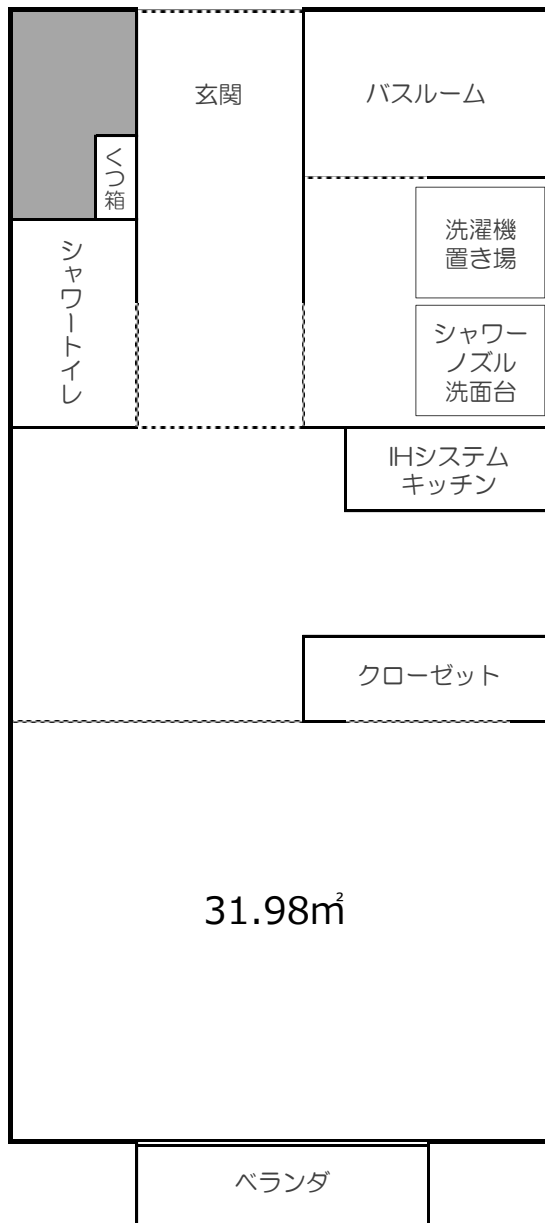 玄関
バスルーム
くつ箱
洗濯機
置き場
シャワートイレ
シャワー
ノズル
洗面台
IHシステム
キッチン
クローゼット
31.98㎡
ベランダ